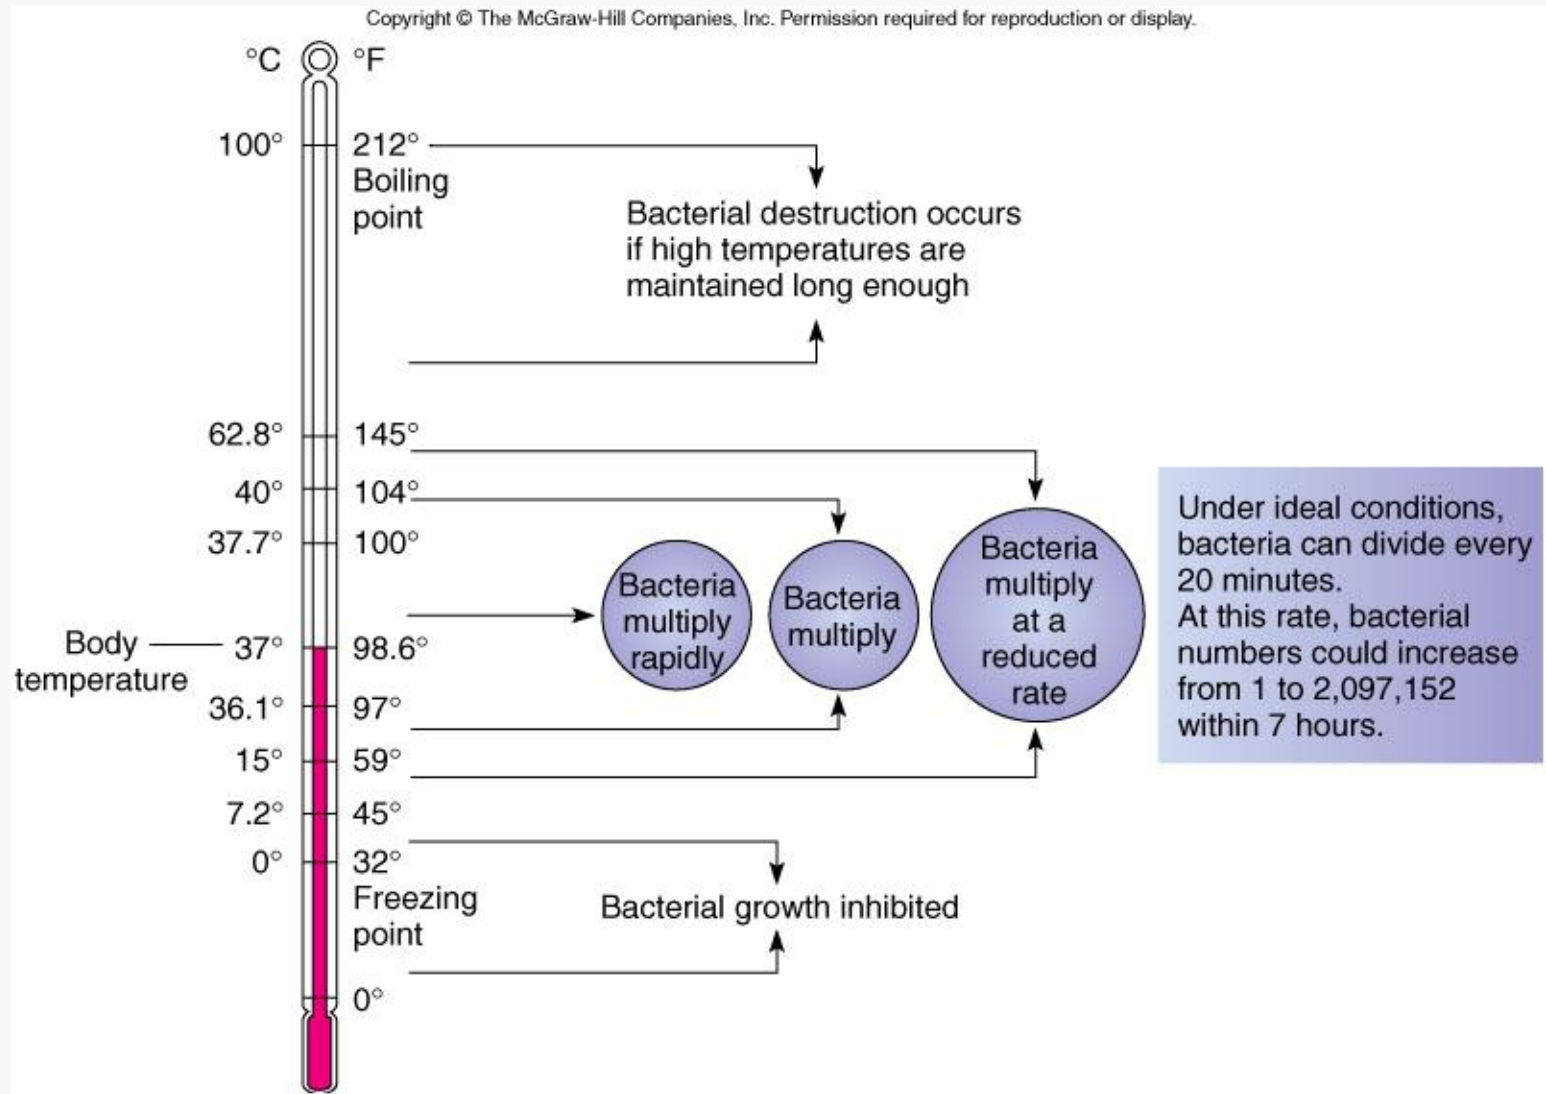 Copyright © The McGraw-Hill Companies, Inc. Permission required for reproduction or display.
°C °F
100° 212°
Boiling
point
Bacterial destruction occurs
if high temperatures are
maintained long enough
62.8° 145°
40° 104°
37.7° 100°
Body
temperature
37° 98.6°
36.1° 97°
15° 59°
7.2° 45°
0° 32°
Freezing
point
0°
Bacteria
multiply
rapidly
Bacteria
multiply
Bacteria
multiply
at a
reduced
rate
Under ideal conditions,
bacteria can divide every
20 minutes.
At this rate, bacterial
numbers could increase
from 1 to 2,097,152
within 7 hours.
Bacterial growth inhibited